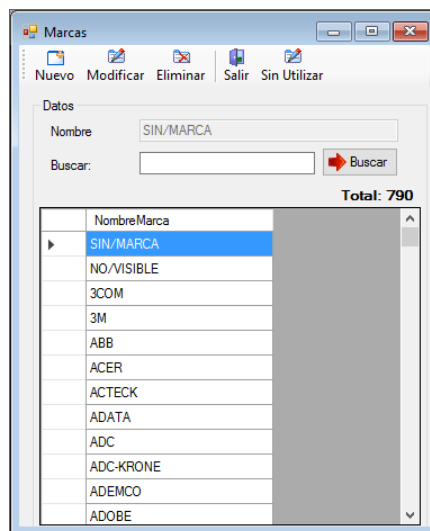 Marcas
Nuevo Modificar Eliminar Salir Sin Utilizar
Datos
Nombre SIN/MARCA
Buscar: Buscar
Total: 790
NombreMarca
SIN/MARCA
NO/VISIBLE
3COM
3M
ABB
ACER
ACTECK
ADATA
ADC
ADC-KRONE
ADEMCO
ADOBE